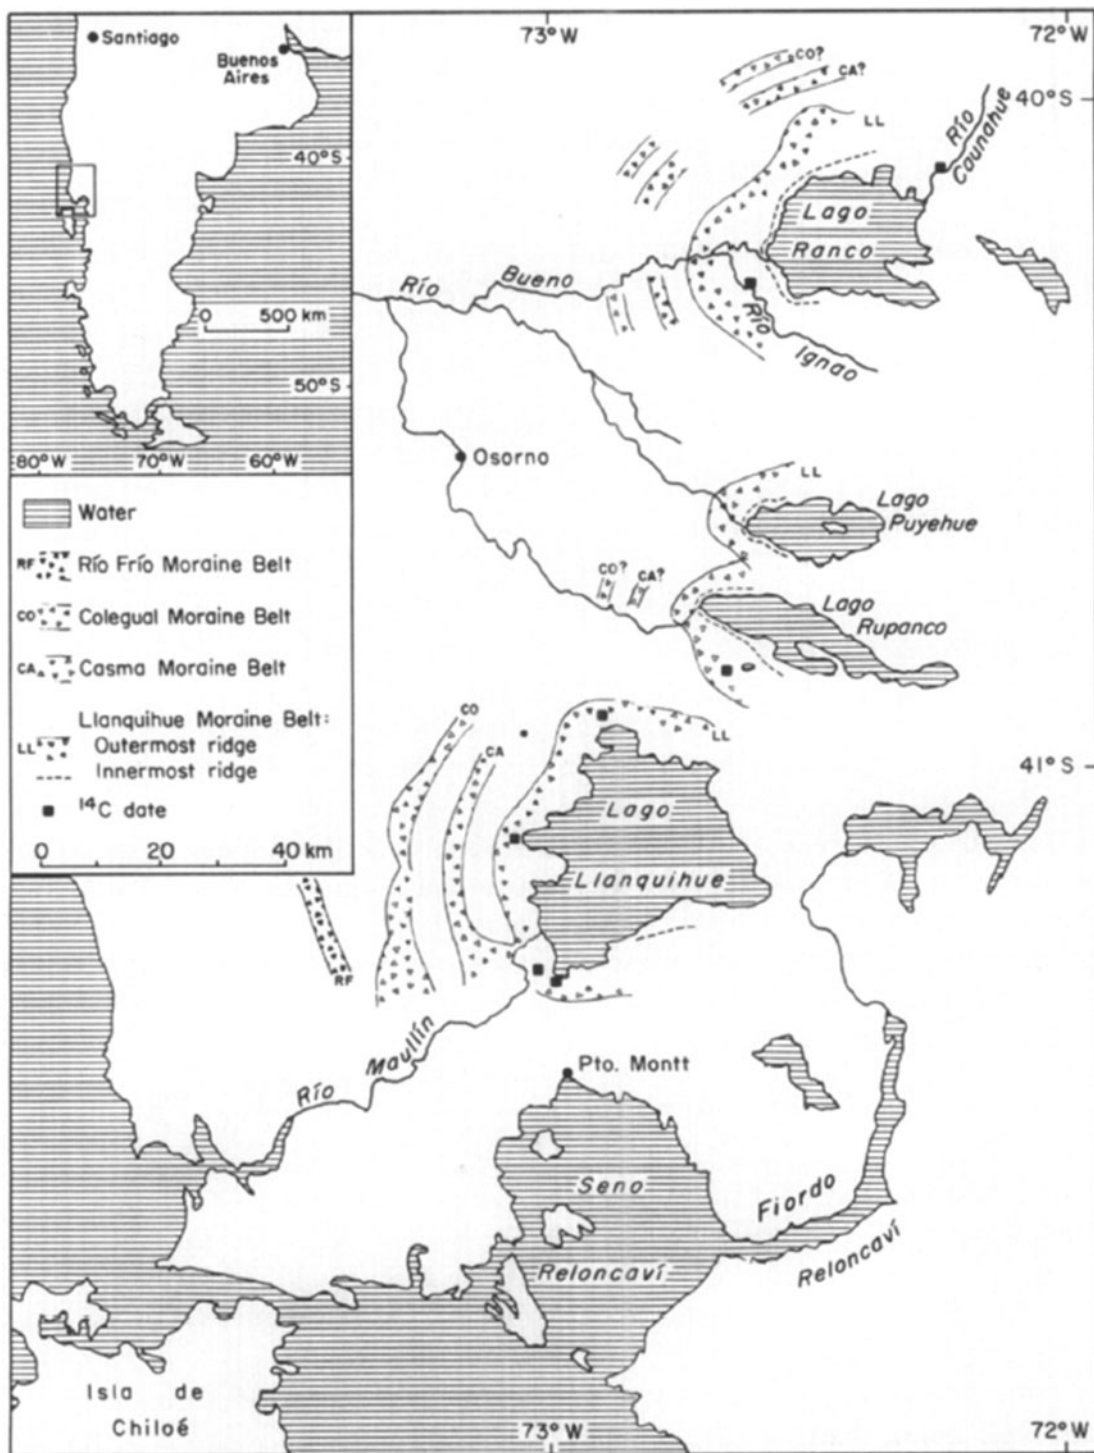 Santiago
Buenos
Aires
40°S
0 500 km
50°S
80°W 70°W 60°W
Water
RF Río Frío Moraine Belt
CO Colegual Moraine Belt
CA Casma Moraine Belt
Llanquihue Moraine Belt:
LL Outermost ridge
Innermost ridge
14C date
0 20 40 km
73°W
72°W
40°S
CO?
CA?
LL
Río
Caunahue
Lago
Ranco
Río Bueno
Río
Ignao
Osorno
LL
Lago
Puyehue
CO? CA?
Lago
Rupanco
CO
CA
LL
41°S
Lago
Llanquihue
RF
Río Maullín
Pto. Montt
Seno
Reloncaví
Fiordo
Reloncaví
Isla de
Chiloé
73°W
72°W